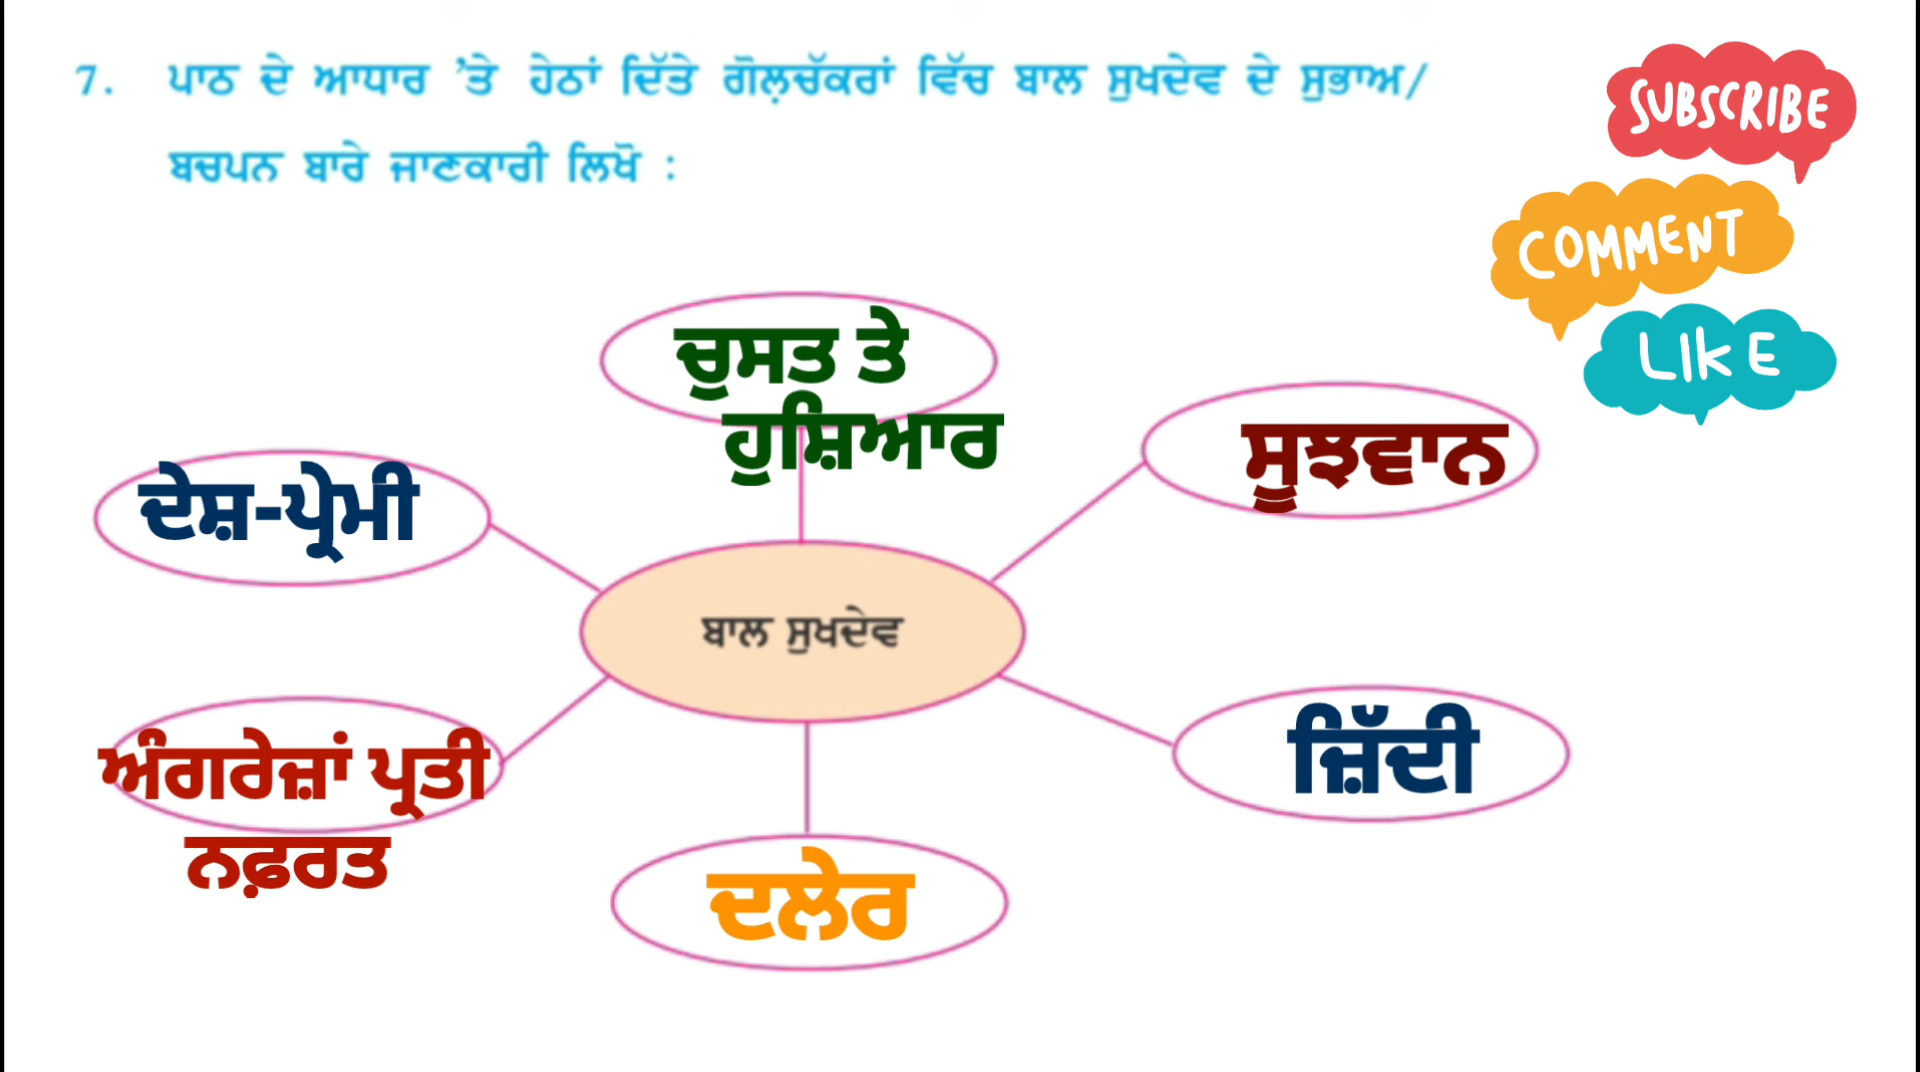 7. ਪਾਠ ਦੇ ਆਧਾਰ 'ਤੇ ਹੇਠਾਂ ਦਿੱਤੇ ਗੋਲ਼ਚੱਕਰਾਂ ਵਿੱਚ ਬਾਲ ਸੁਖਦੇਵ ਦੇ ਸੁਭਾਅ/
ਬਚਪਨ ਬਾਰੇ ਜਾਣਕਾਰੀ ਲਿਖੋ :
SUBSCRIBE
COMMENT
LIKE
ਚੁਸਤ ਤੇ
ਹੁਸ਼ਿਆਰ
ਸੂਝਵਾਨ
ਦੇਸ਼-ਪ੍ਰੇਮੀ
ਬਾਲ ਸੁਖਦੇਵ
ਅੰਗਰੇਜ਼ਾਂ ਪ੍ਰਤੀ
ਨਫ਼ਰਤ
ਜ਼ਿੱਦੀ
ਦਲੇਰ